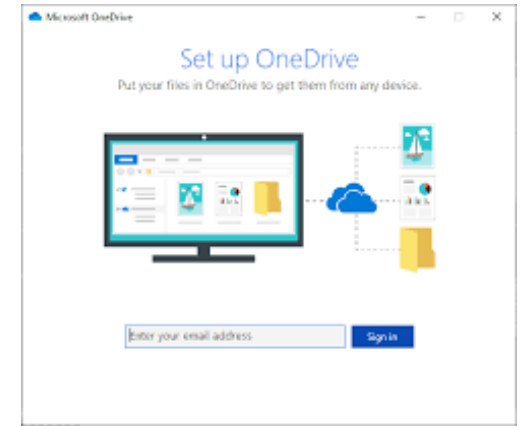 Microsoft OneDrive
Set up OneDrive
Put your files in OneDrive to get them from any device.
Enter your email address
Sign in